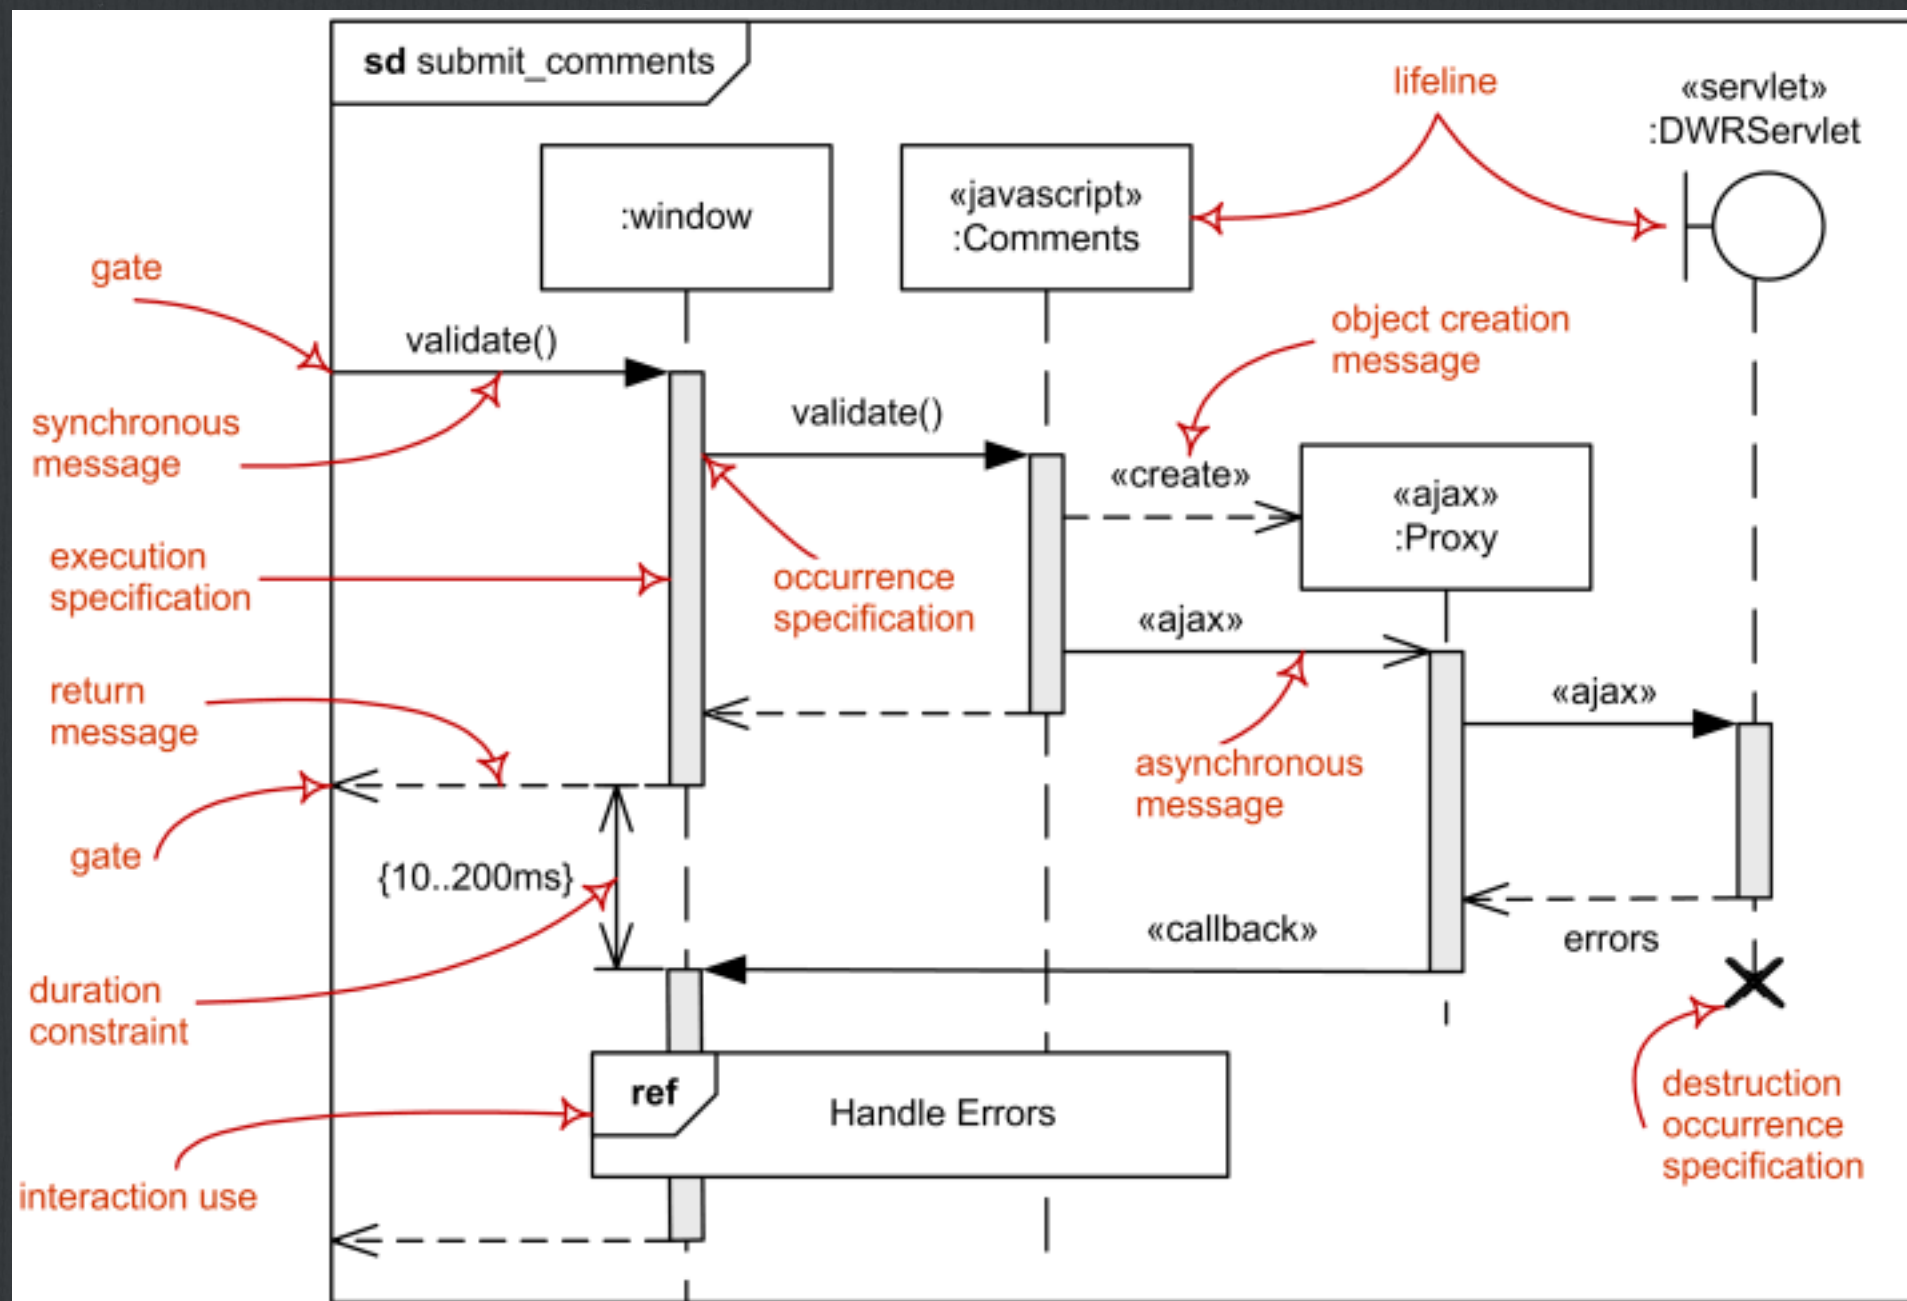 sd submit_comments
lifeline
«servlet»
:DWRServlet
:window
«javascript»
:Comments
gate
validate()
object creation
message
synchronous
message
validate()
«create»
«ajax»
:Proxy
execution
specification
occurrence
specification
«ajax»
return
message
«ajax»
asynchronous
message
gate
{10..200ms}
«callback»
errors
duration
constraint
ref
Handle Errors
destruction
occurrence
specification
interaction use